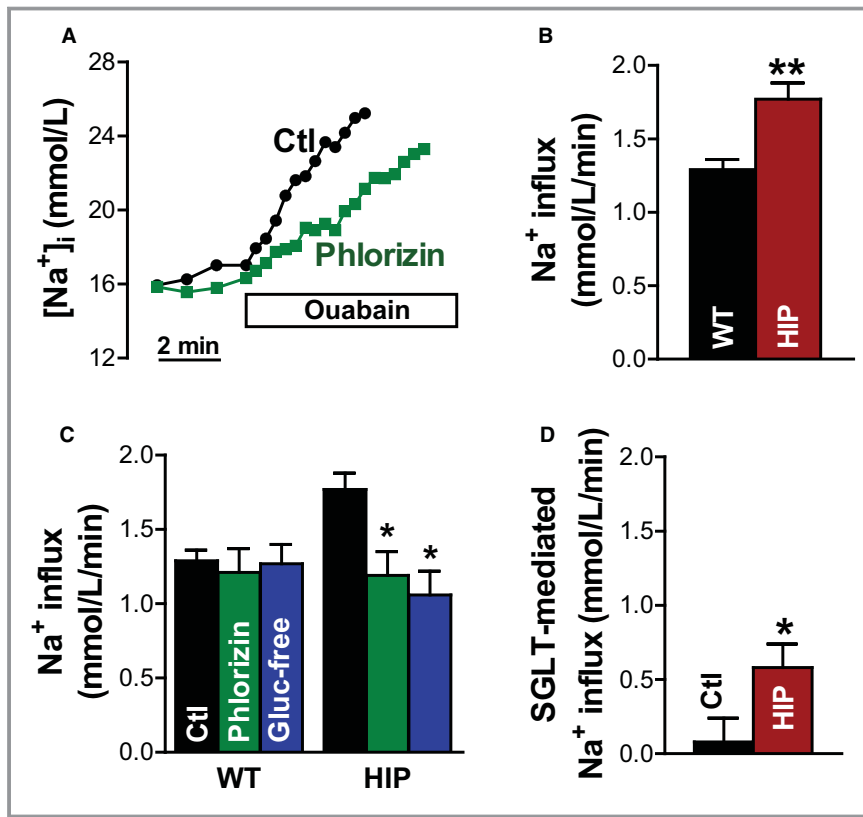 A
[Na+]i (mmol/L)
28
24
20
16
12
Ctl
Phlorizin
Ouabain
2 min
B
Na+ influx
(mmol/L/min)
2.0
1.5
1.0
0.5
0.0
**
WT
HIP
C
Na+ influx
(mmol/L/min)
2.0
1.5
1.0
0.5
0.0
*
*
Ctl
Phlorizin
Gluc-free
WT
HIP
D
SGLT-mediated
Na+ influx (mmol/L/min)
2.0
1.5
1.0
0.5
0.0
*
Ctl
HIP